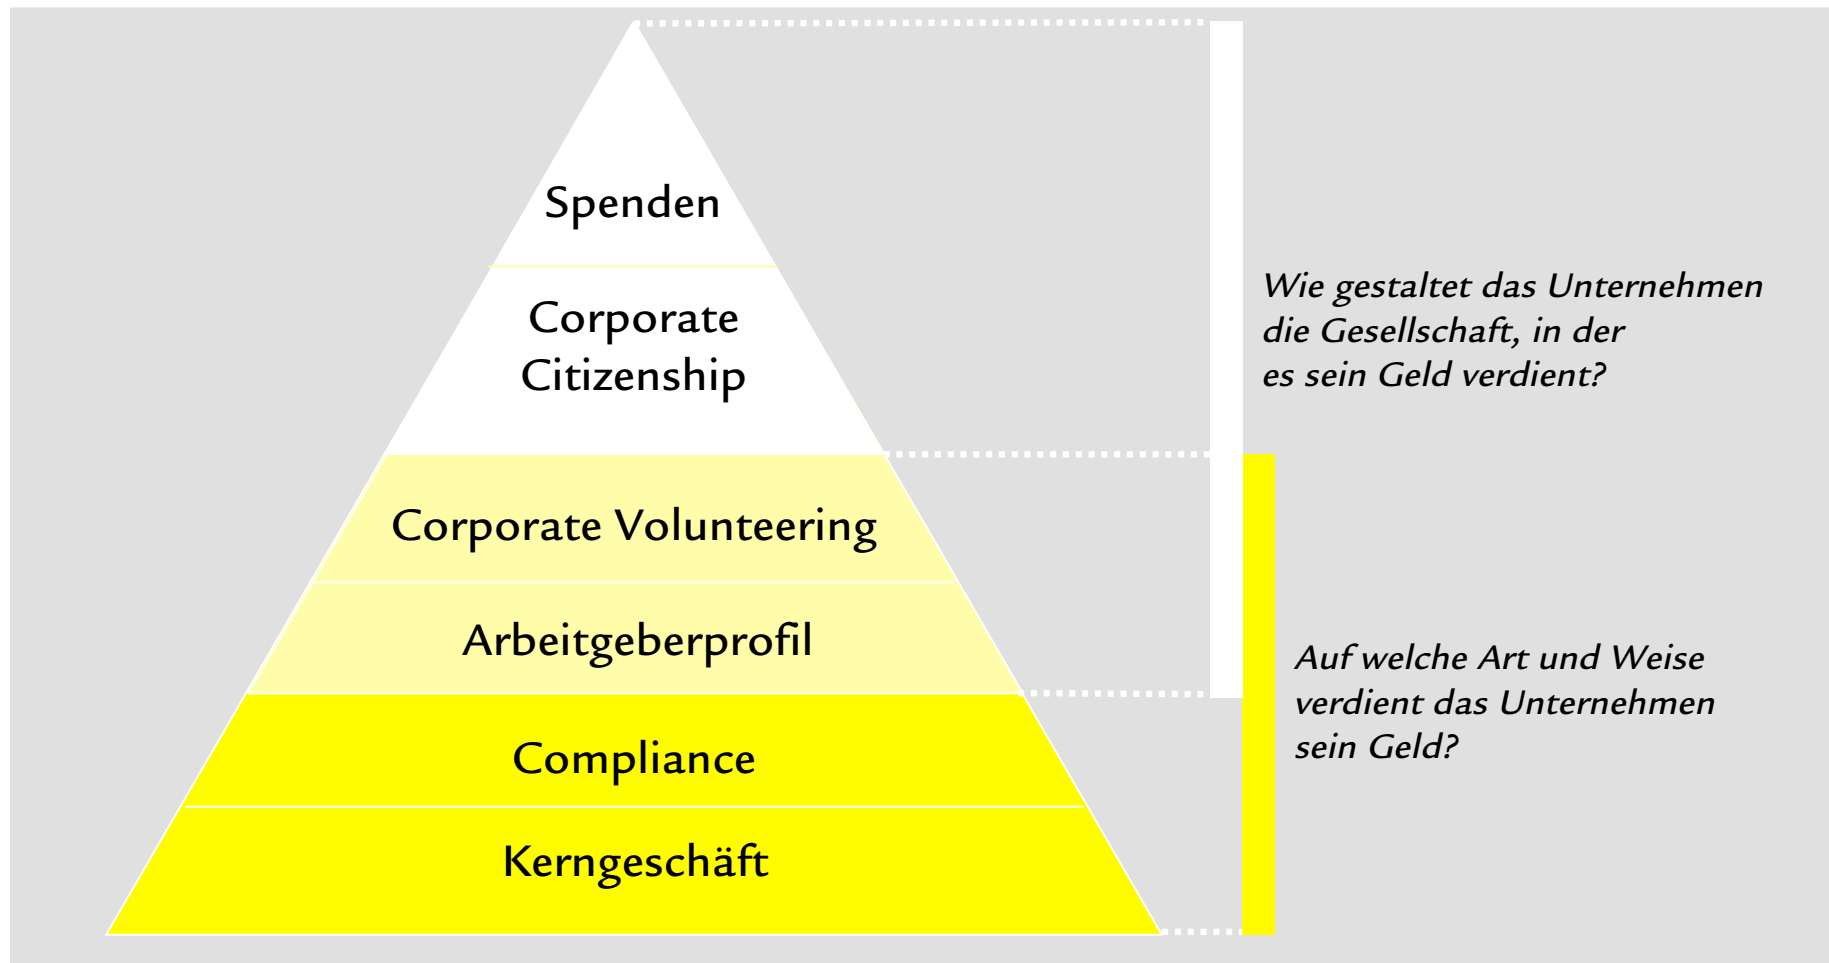 Spenden
Corporate
Citizenship
Wie gestaltet das Unternehmen
die Gesellschaft, in der
es sein Geld verdient?
Corporate Volunteering
Arbeitgeberprofil
Auf welche Art und Weise
verdient das Unternehmen
sein Geld?
Compliance
Kerngeschäft